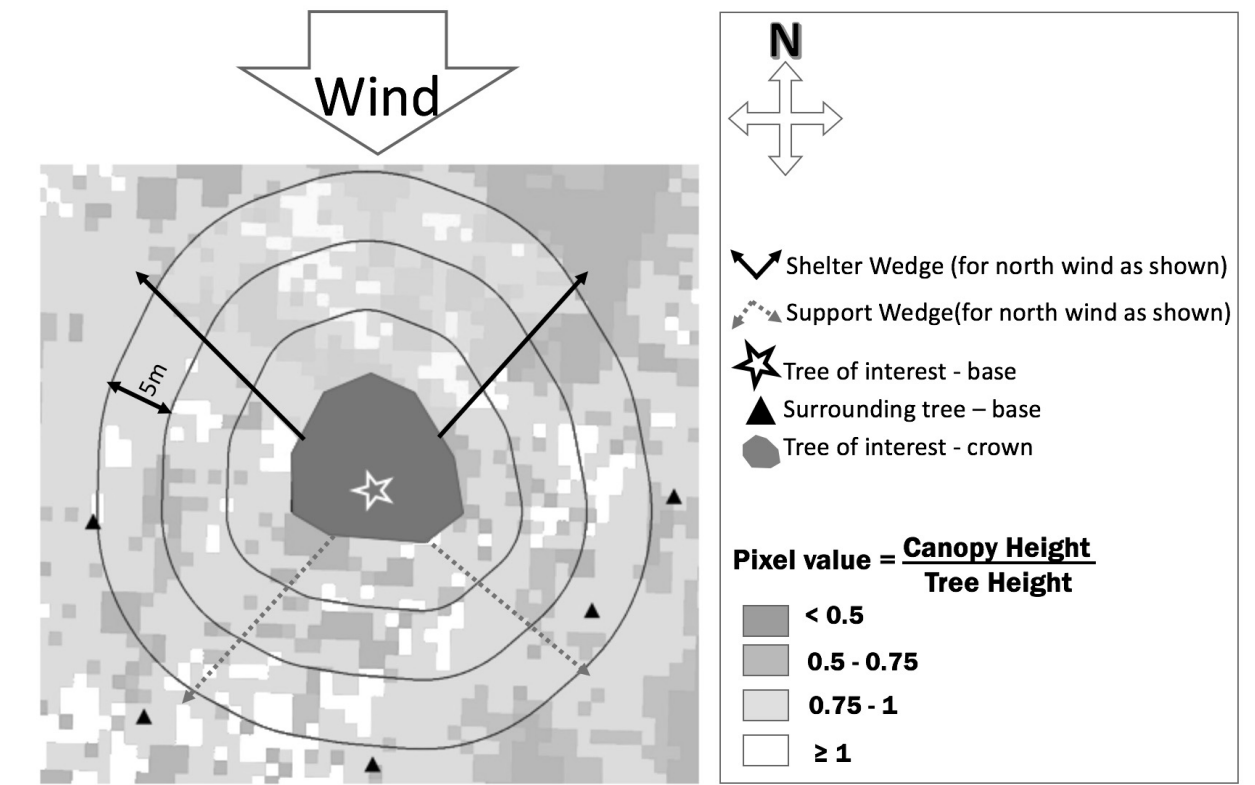 Wind
5m
N
Shelter Wedge (for north wind as shown)
Support Wedge(for north wind as shown)
Tree of interest - base
Surrounding tree – base
Tree of interest - crown
Pixel value = Canopy Height
Tree Height
< 0.5
0.5 - 0.75
0.75 - 1
≥ 1